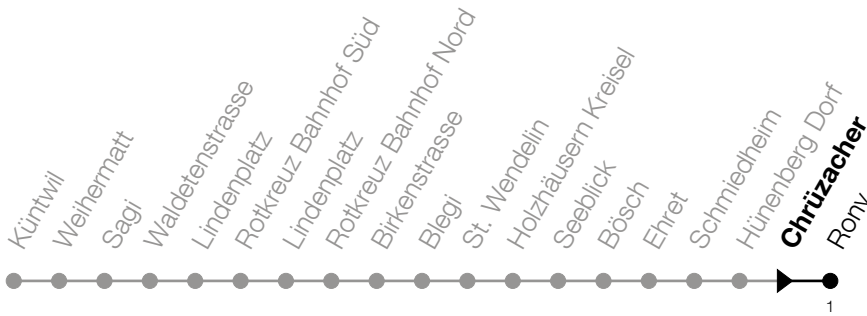 Küntwil
Weihermatt
Sagi
Waldetenstrasse
Lindenplatz
Rotkreuz Bahnhof Süd
Lindenplatz
Rotkreuz Bahnhof Nord
Birkenstrasse
Blegi
St. Wendelin
Holzhäusern Kreisel
Seeblick
Bösch
Ehret
Schmiedheim
Hünenberg Dorf
Chrüzacher
Rony
1